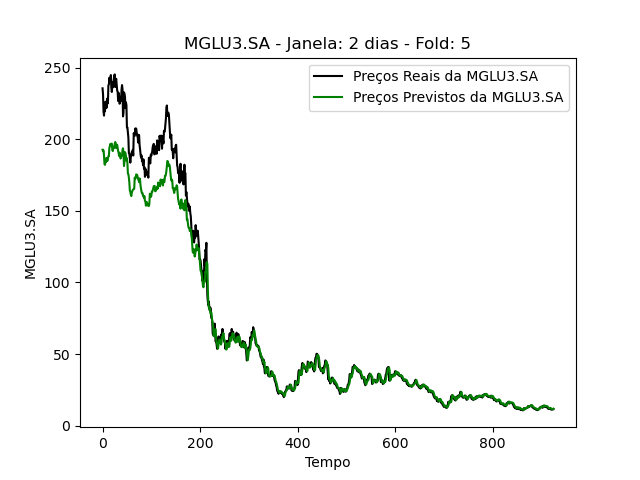 MGLU3.SA - Janela: 2 dias - Fold: 5
Preços Reais da MGLU3.SA
Preços Previstos da MGLU3.SA
250
200
150
100
50
0
MGLU3.SA
0 200 400 600 800
Tempo